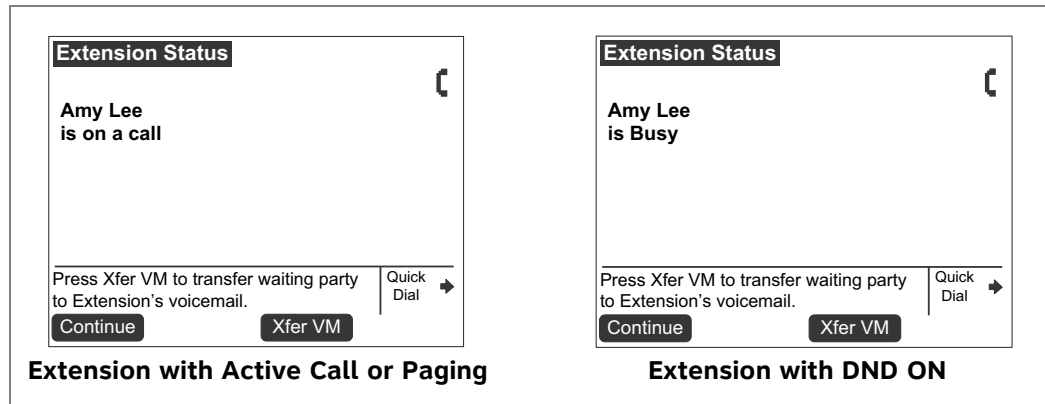 Extension Status
Amy Lee
is on a call
Press Xfer VM to transfer waiting party
to Extension's voicemail.
Quick
Dial
Continue
Xfer VM
Extension with Active Call or Paging
Extension Status
Amy Lee
is Busy
Press Xfer VM to transfer waiting party
to Extension's voicemail.
Quick
Dial
Continue
Xfer VM
Extension with DND ON